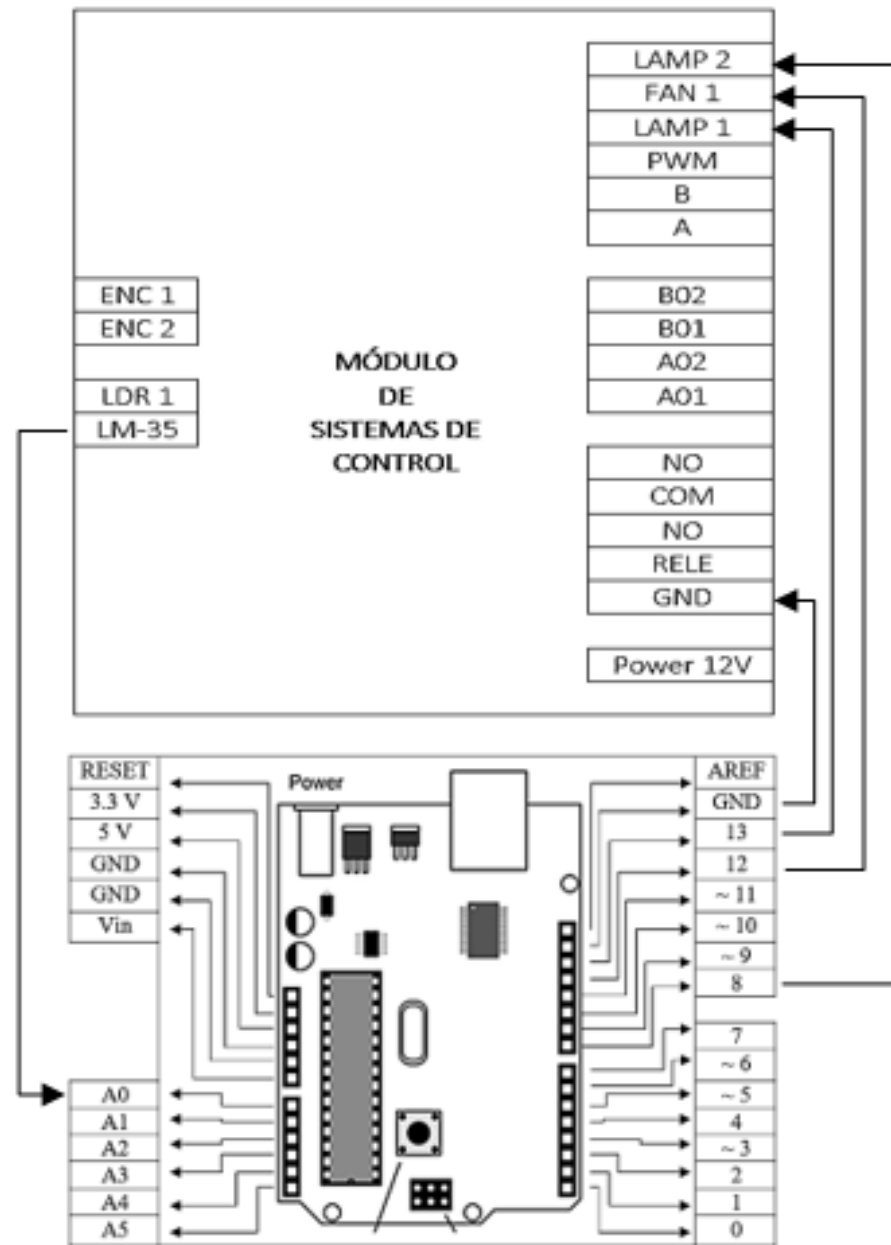 LAMP 2
FAN 1
LAMP 1
PWM
B
A
ENC 1
ENC 2
LDR 1
LM-35
MÓDULO
DE
SISTEMAS DE
CONTROL
B02
B01
A02
A01
NO
COM
NO
RELE
GND
Power 12V
RESET
3.3 V
5 V
GND
GND
Vin
A0
A1
A2
A3
A4
A5
Power
AREF
GND
13
12
~ 11
~ 10
~ 9
8
7
~ 6
~ 5
4
~ 3
2
1
0